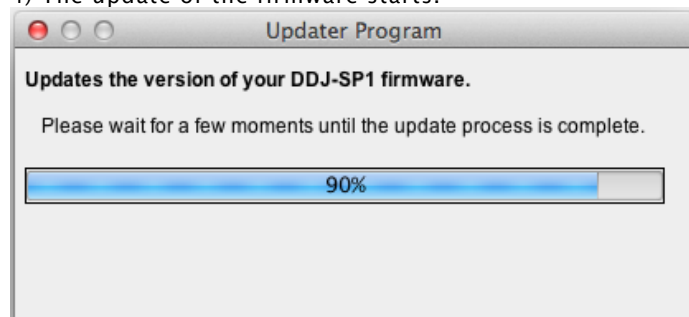 4) The update of the firmware starts.
Updater Program
Updates the version of your DDJ-SP1 firmware.
Please wait for a few moments until the update process is complete.
90%